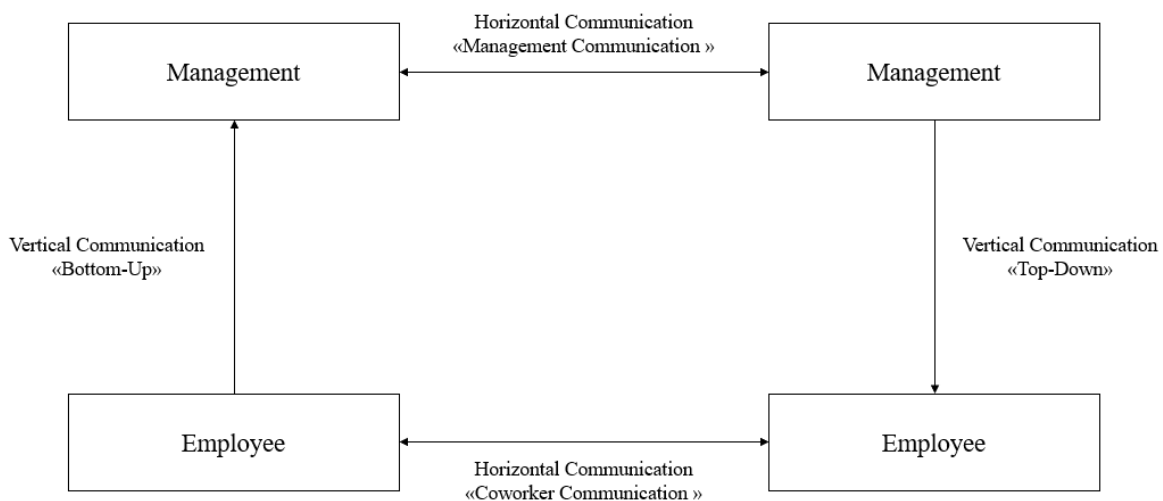 Horizontal Communication
«Management Communication »
Management
Management
Vertical Communication
«Bottom-Up»
Vertical Communication
«Top-Down»
Employee
Employee
Horizontal Communication
«Coworker Communication »